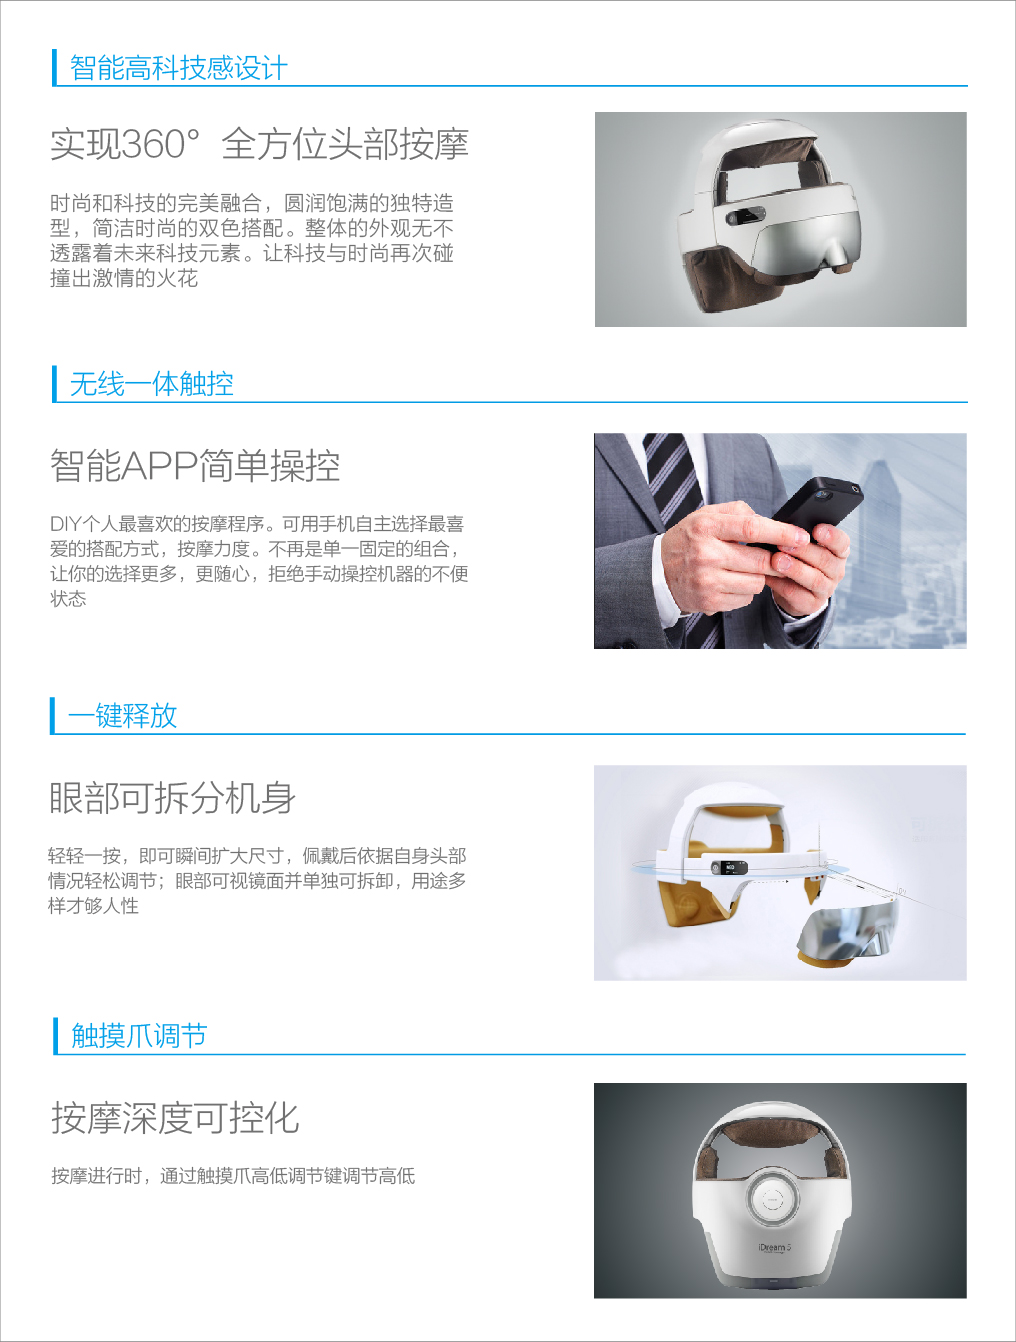 智能高科技感设计
实现360°全方位头部按摩
时尚和科技的完美融合，圆润饱满的独特造
型，简洁时尚的双色搭配。整体的外观无不
透露着未来科技元素。让科技与时尚再次碰
撞出激情的火花
无线一体触控
智能APP简单操控
DIY个人最喜欢的按摩程序。可用手机自主选择最喜
爱的搭配方式，按摩力度。不再是单一固定的组合，
让你的选择更多，更随心，拒绝手动操控机器的不便
状态
一键释放
眼部可拆分机身
轻轻一按，即可瞬间扩大尺寸，佩戴后依据自身头部
情况轻松调节；眼部可视镜面并单独可拆卸，用途多
样才够人性
触摸爪调节
按摩深度可控化
按摩进行时，通过触摸爪高低调节键调节高低
iDream 5